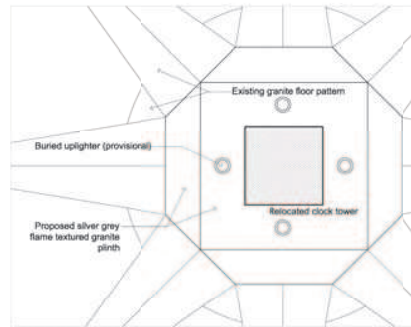 Existing granite floor pattern
Buried uplighter (provisional)
Relocated clock tower
Proposed silver grey
flame textured granite
plinth